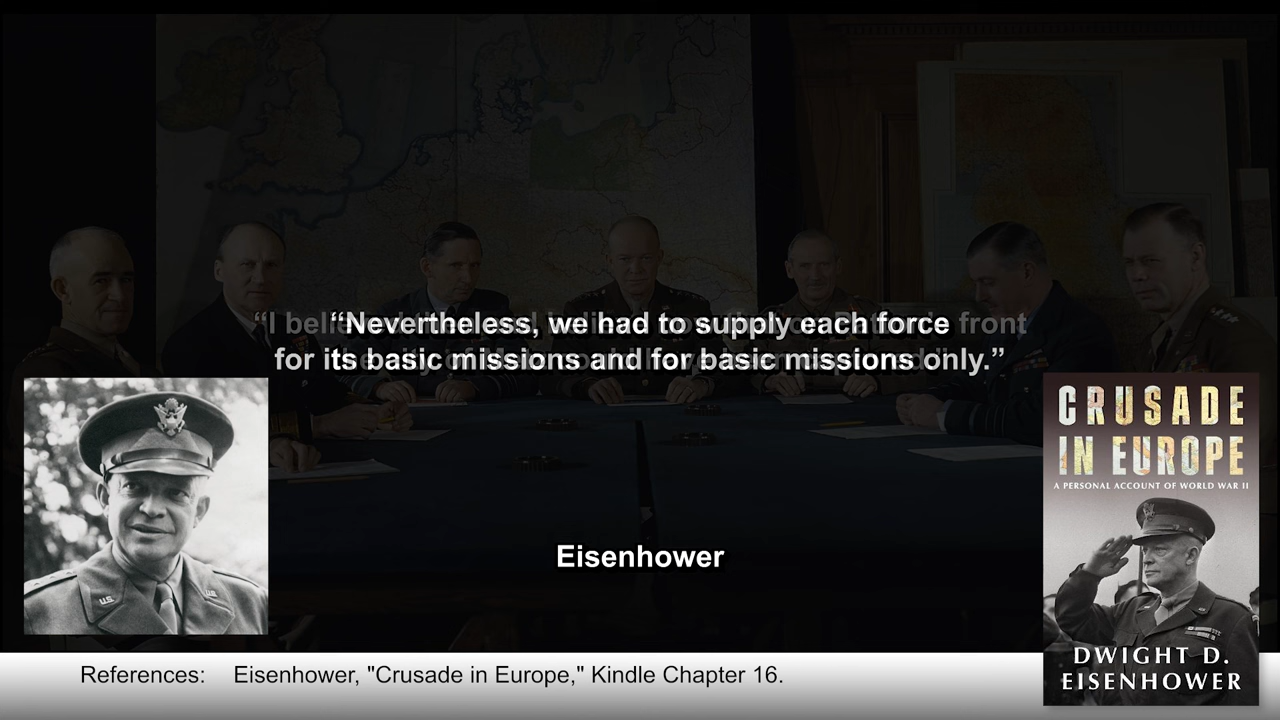 “Nevertheless, we had to supply each force
for its basic missions and for basic missions only.”
Eisenhower
CRUSADE
IN EUROPE
A PERSONAL ACCOUNT OF WORLD WAR II
DWIGHT D.
EISENHOWER
References: Eisenhower, "Crusade in Europe," Kindle Chapter 16.